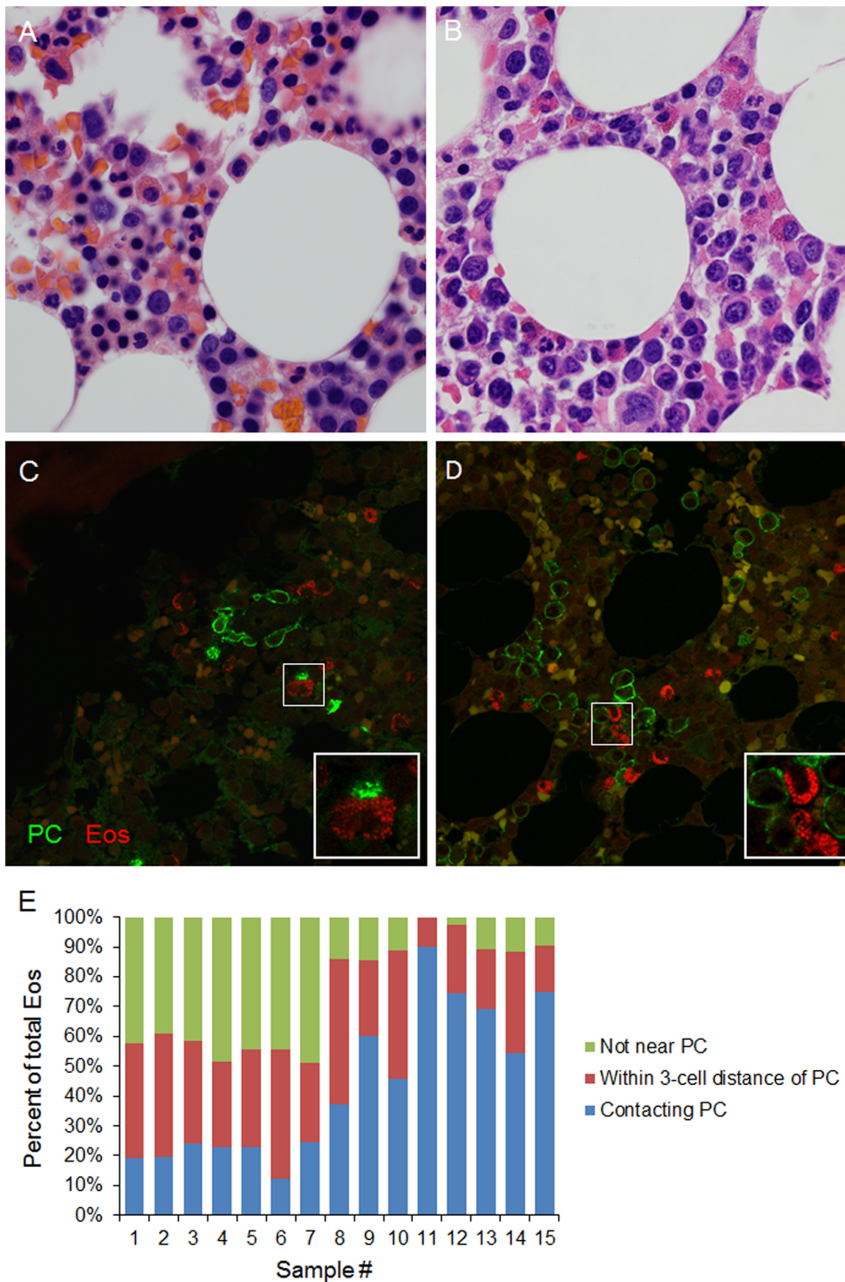 A
B
C
D
PC Eos
E
Percent of total Eos
100%
90%
80%
70%
60%
50%
40%
30%
20%
10%
0%
1 2 3 4 5 6 7 8 9 10 11 12 13 14 15
Sample #
Not near PC
Within 3-cell distance of PC
Contacting PC